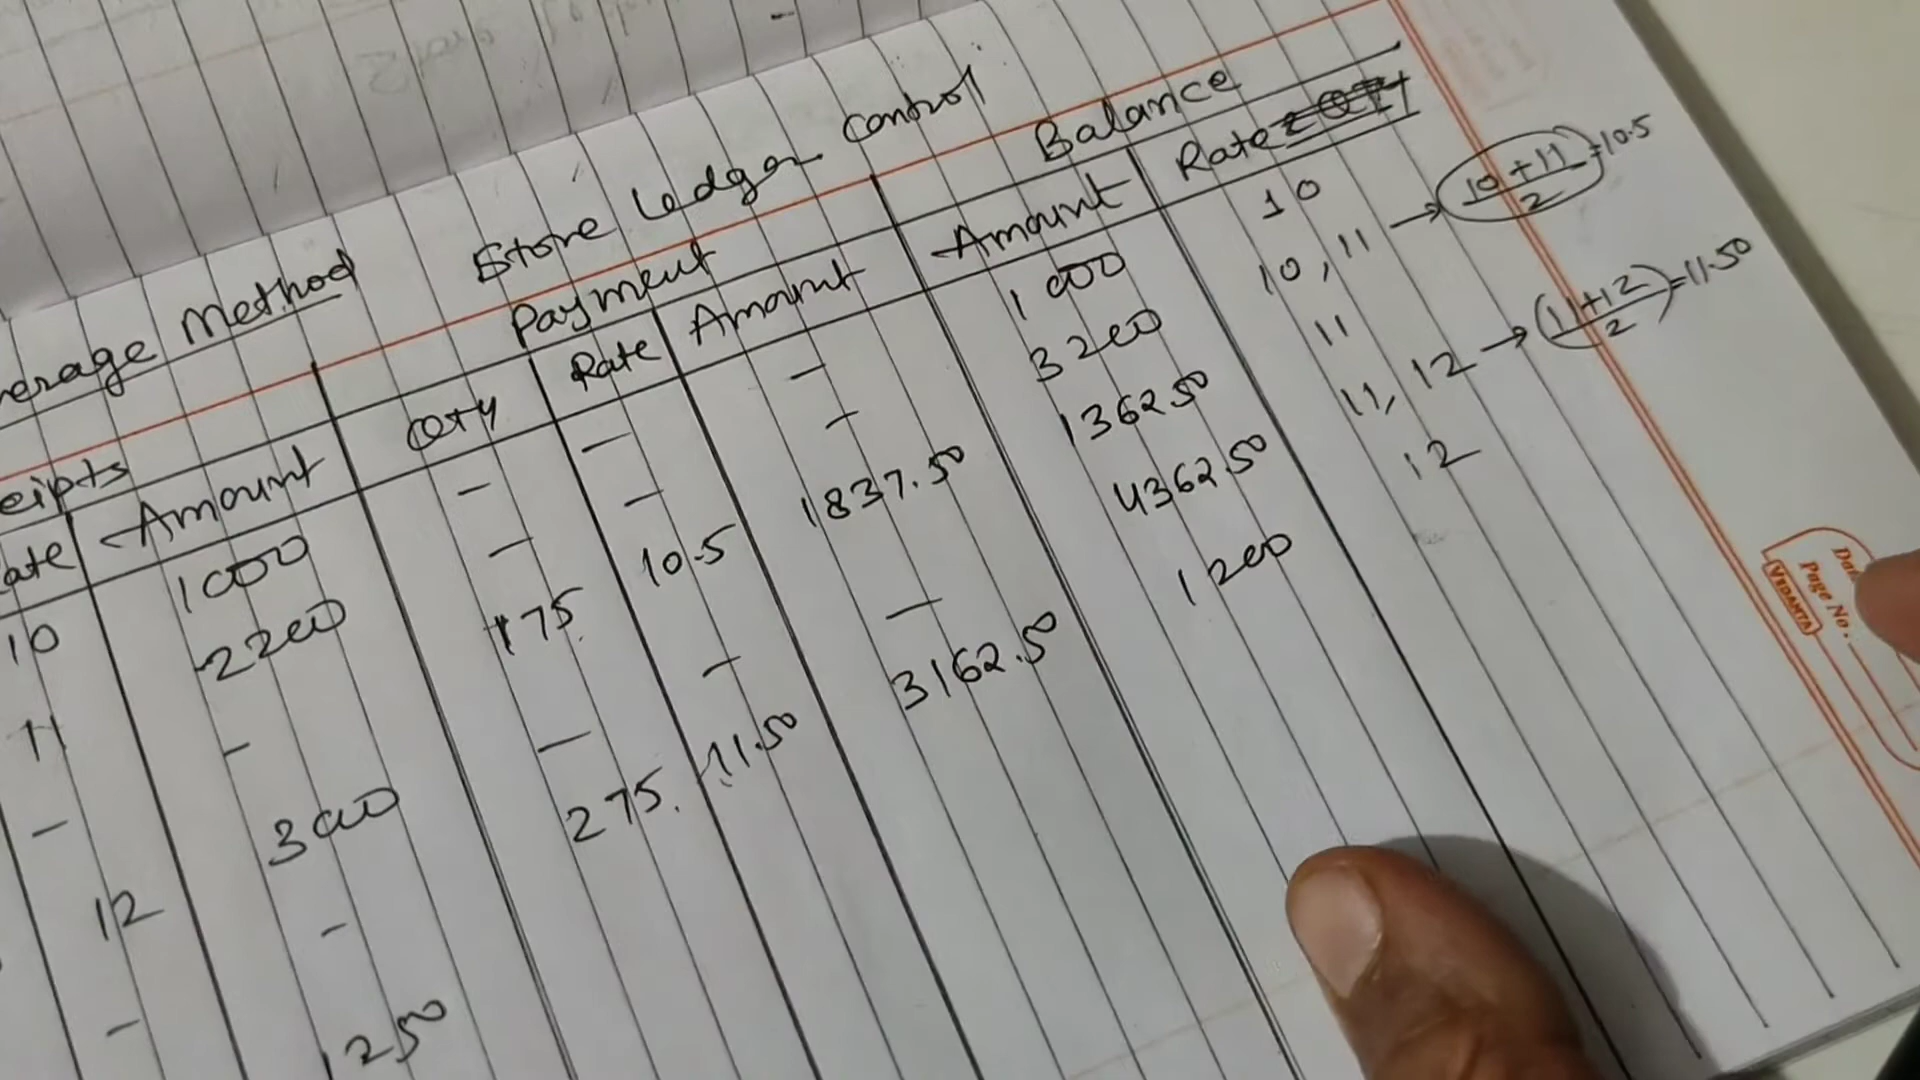 erage Method Store Ledger control
eipts Payment Balance
ate Amount QTY Rate Amount Amount Rate
10 1000 - - - 1000 10
11 2200 - - - 3200 10, 11 → (10+11)/2 = 10.5
- - 175 10.5 1837.50 1362.50 11
12 3000 - - - 4362.50 11, 12 → (11+12)/2 = 11.50
- - 275 11.50 3162.50 1200 12
1250
Page No.
VEDANTA